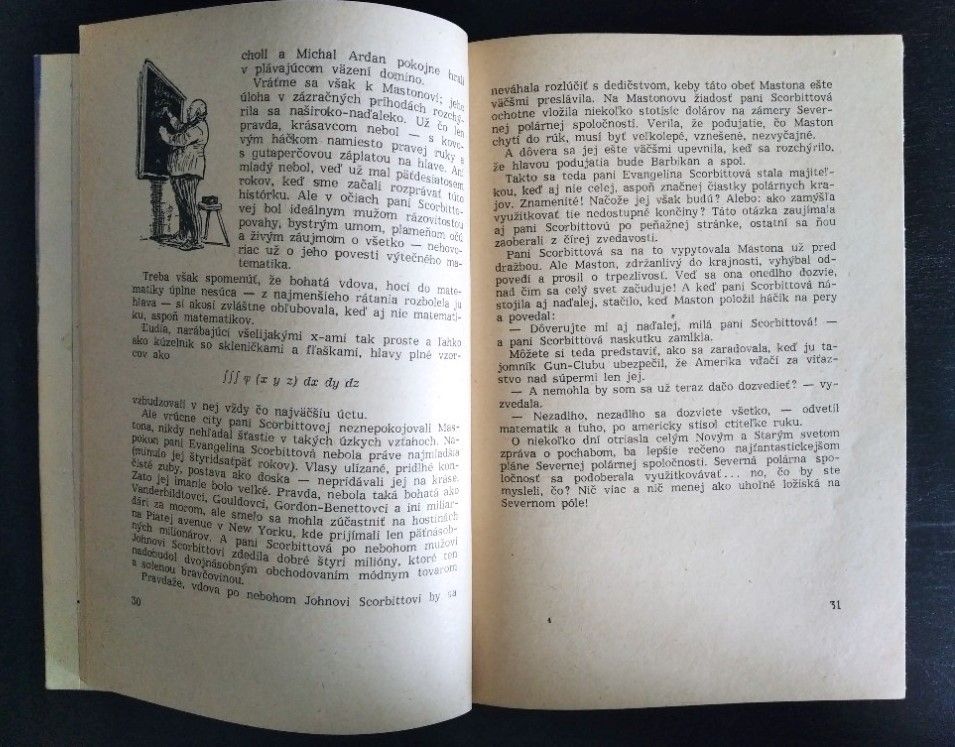 choll a Michal Ardan pokojne hrali
v plávajúcom väzení domino.
Vráťme sa však k Mastonovi; jeho
úloha v zázračných príhodách rozchý-
rila sa naširoko-naďaleko. Už čo len
pravda, krásavcom nebol — s kovo-
vým háčkom namiesto pravej ruky a
s gutaperčovou záplatou na hlave. Ani
mladý nebol, veď už mal päťdesiatosem
rokov, keď sme začali rozprávať túto
histórku. Ale v očiach pani Scorbitto-
vej bol ideálnym mužom rázovitosťou
povahy, bystrým umom, plameňom očú
a živým záujmom o všetko — nehovo-
riac už o jeho povesti výtečného ma-
tematika.
Treba však spomenúť, že bohatá vdova, hoci do mate-
matiky úplne nesúca — z najmenšieho rátania rozbolela ju
hlava — si akosi zvláštne obľubovala, keď aj nie matemati-
ku, aspoň matematikov.
Ľudia, narábajúci všelijakými x-ami tak proste a ľahko
ako kúzelník so skleničkami a fľaškami, hlavy plné vzor-
cov ako
∫∫∫ φ (x y z) dx dy dz
vzbudzovali v nej vždy čo najväčšiu úctu.
Ale vrúcne city pani Scorbittovej neznepokojovali Mas-
tona, nikdy nehľadal šťastie v takých úzkych vzťahoch. Na-
pokon pani Evangelina Scorbittová nebola práve najmladšia
(minulo jej štyridsaťpäť rokov). Vlasy ulízané, pridlhé kon-
čisté zuby, postava ako doska — nepridávali jej na kráse.
Zato jej imanie bolo veľké. Pravda, nebola taká bohatá ako
Vanderbildtovci, Gouldovci, Gordon-Benettovci a iní miliar-
dári za morom, ale smelo sa mohla zúčastniť na hostinách
na Piatej avenue v New Yorku, kde prijímali len päťnásob-
ných milionárov. A pani Scorbittová po nebohom mužovi
Johnovi Scorbittovi zdedila dobré štyri milióny, ktoré ten
nadobudol dvojnásobným obchodovaním módnym tovarom
a solenou bravčovinou.
Pravdaže, vdova po nebohom Johnovi Scorbittovi by sa
30
neváhala rozlúčiť s dedičstvom, keby táto obeť Mastona ešte
väčšmi preslávila. Na Mastonovu žiadosť pani Scorbittová
ochotne vložila niekoľko stotisíc dolárov na zámery Sever-
nej polárnej spoločnosti. Verila, že podujatie, čo Maston
chytí do rúk, musí byť veľkolepé, vznešené, nezvyčajné.
A dôvera sa jej ešte väčšmi upevnila, keď sa rozchýrilo,
že hlavou podujatia bude Barbikan a spol.
Takto sa teda pani Evangelina Scorbittová stala majiteľ-
kou, keď aj nie celej, aspoň značnej čiastky polárnych kra-
jov. Znamenité! Načože jej však budú? Alebo: ako zamýšľa
využitkovať tie nedostupné končiny? Táto otázka zaujímala
aj pani Scorbittovú po peňažnej stránke, ostatní sa ňou
zaoberali z čírej zvedavosti.
Pani Scorbittová sa na to vypytovala Mastona už pred
dražbou. Ale Maston, zdržanlivý do krajnosti, vyhýbal od-
povedí a prosil o trpezlivosť. Veď sa ona onedlho dozvie,
nad čím sa celý svet začuduje! A keď pani Scorbittová ná-
stojila aj naďalej, stačilo, keď Maston položil háčik na pery
a povedal:
— Dôverujte mi aj naďalej, milá pani Scorbittová! —
a pani Scorbittová naskutku zamĺkla.
Môžete si teda predstaviť, ako sa zaradovala, keď ju ta-
jomník Gun-Clubu ubezpečil, že Amerika vďačí za víťaz-
stvo nad súpermi len jej.
— A nemohla by som sa už teraz dačo dozvedieť? — vy-
zvedala.
— Nezadlho, nezadlho sa dozviete všetko, — odvetil
matematik a tuho, po americky stisol ctiteľke ruku.
O niekoľko dní otriasla celým Novým a Starým svetom
zpráva o pochabom, ba lepšie rečeno najfantastickejšom
pláne Severnej polárnej spoločnosti. Severná polárna spo-
ločnosť sa podoberala využitkovávať... no, čo by ste
mysleli, čo? Nič viac a nič menej ako uhoľné ložiská na
Severnom póle!
31